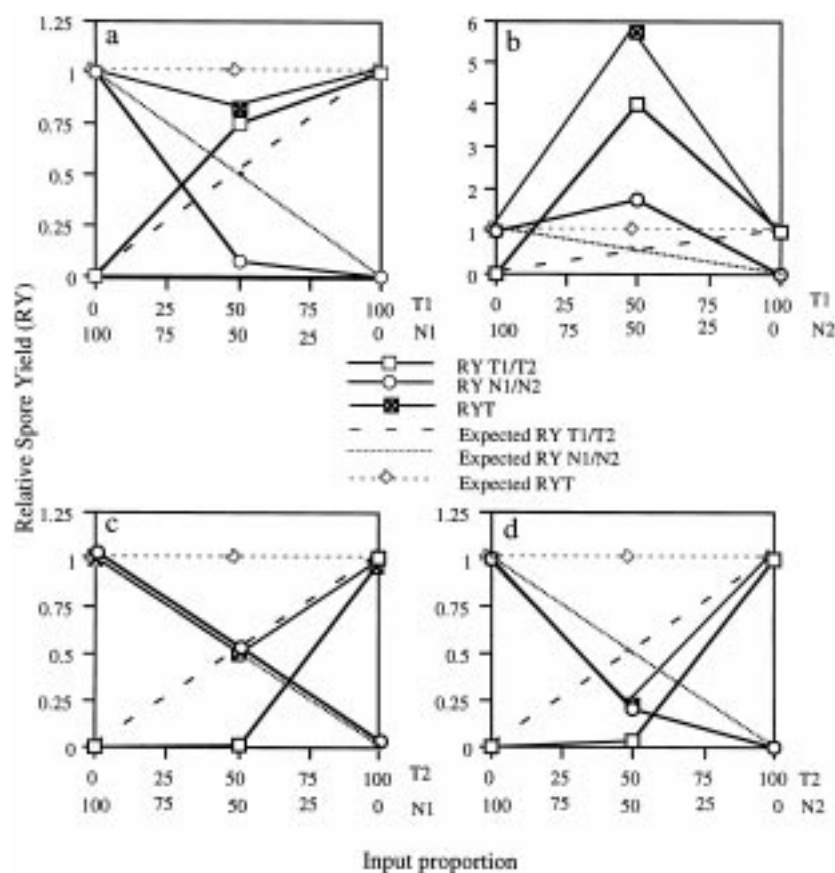 Relative Spore Yield (RY)
a
1.25
1
0.75
0.5
0.25
0
0 25 50 75 100 T1
100 75 50 25 0 N1
b
6
5
4
3
2
1
0
0 25 50 75 100 T1
100 75 50 25 0 N2
RY T1/T2
RY N1/N2
RYT
Expected RY T1/T2
Expected RY N1/N2
Expected RYT
c
1.25
1
0.75
0.5
0.25
0
0 25 50 75 100 T2
100 75 50 25 0 N1
d
1.25
1
0.75
0.5
0.25
0
0 25 50 75 100 T2
100 75 50 25 0 N2
Input proportion